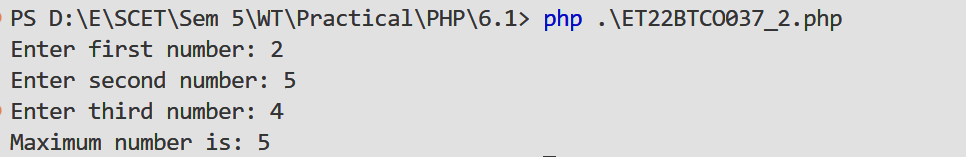 PS D:\E\SCET\Sem 5\WT\Practical\PHP\6.1> php .\ET22BTCO037_2.php
Enter first number: 2
Enter second number: 5
Enter third number: 4
Maximum number is: 5